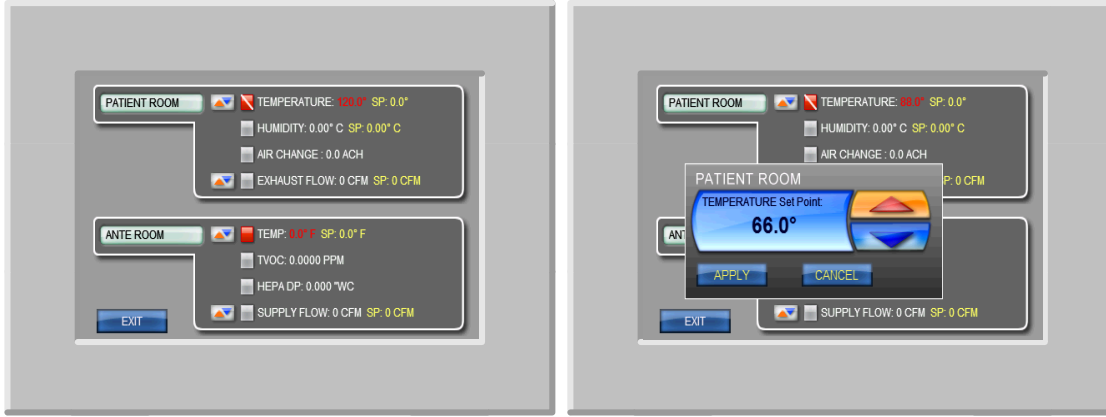 PATIENT ROOM
TEMPERATURE: 120.0° SP: 0.0°
HUMIDITY: 0.00° C SP: 0.00° C
AIR CHANGE : 0.0 ACH
EXHAUST FLOW: 0 CFM SP: 0 CFM
ANTE ROOM
TEMP: 0.0° F SP: 0.0° F
TVOC: 0.0000 PPM
HEPA DP: 0.000 "WC
SUPPLY FLOW: 0 CFM SP: 0 CFM
EXIT
PATIENT ROOM
TEMPERATURE: SP: 0.0°
HUMIDITY: 0.00° C SP: 0.00° C
AIR CHANGE : 0.0 ACH
P: 0 CFM
PATIENT ROOM
TEMPERATURE Set Point:
66.0°
APPLY CANCEL
ANT
SUPPLY FLOW: 0 CFM SP: 0 CFM
EXIT